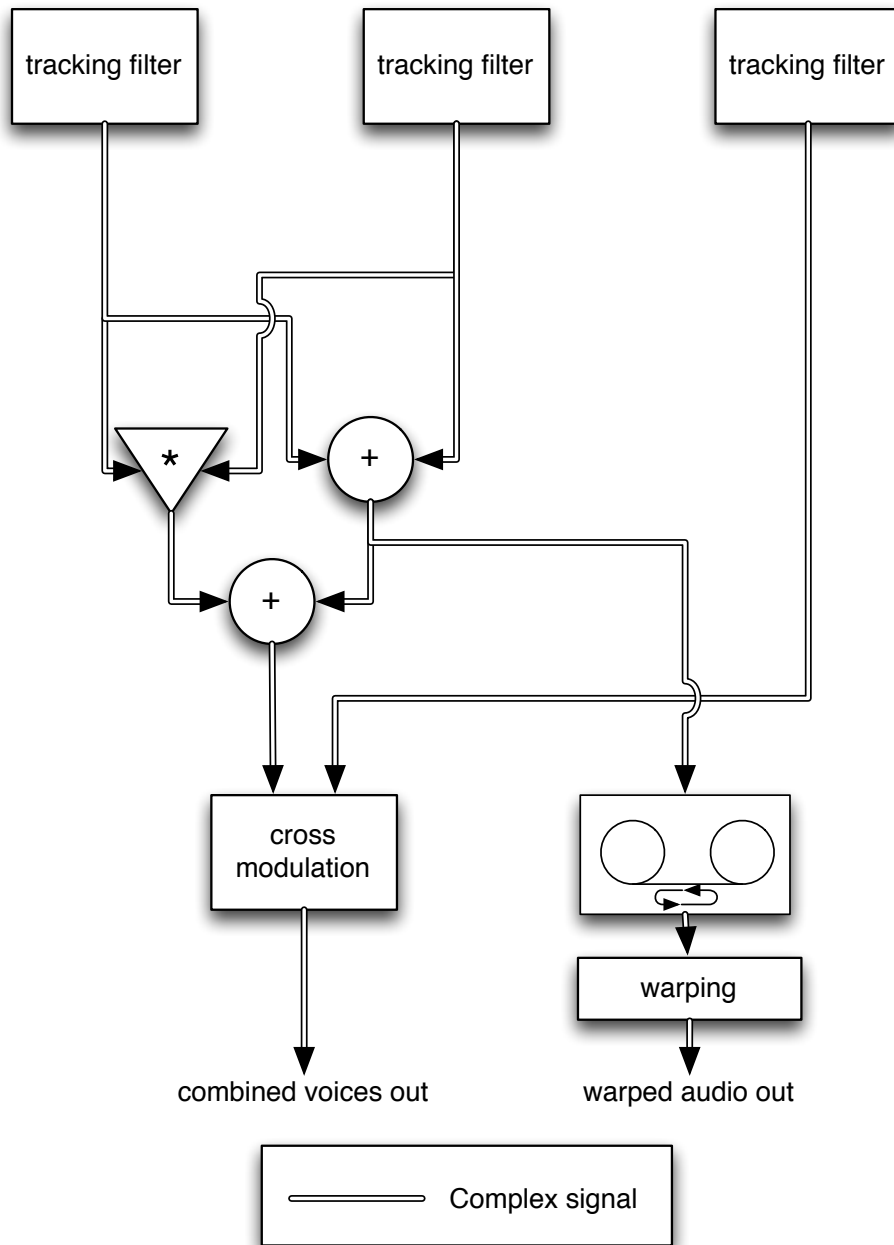 tracking filter
tracking filter
tracking filter
*
+
+
cross
modulation
warping
combined voices out
warped audio out
Complex signal